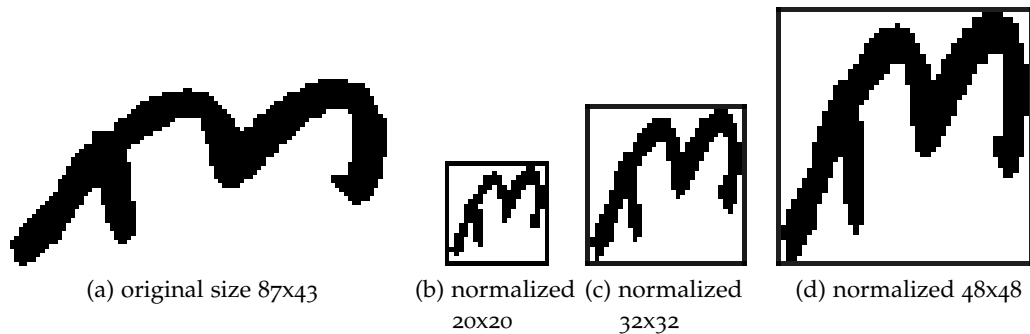 (a) original size 87x43
(b) normalized 20x20
(c) normalized 32x32
(d) normalized 48x48